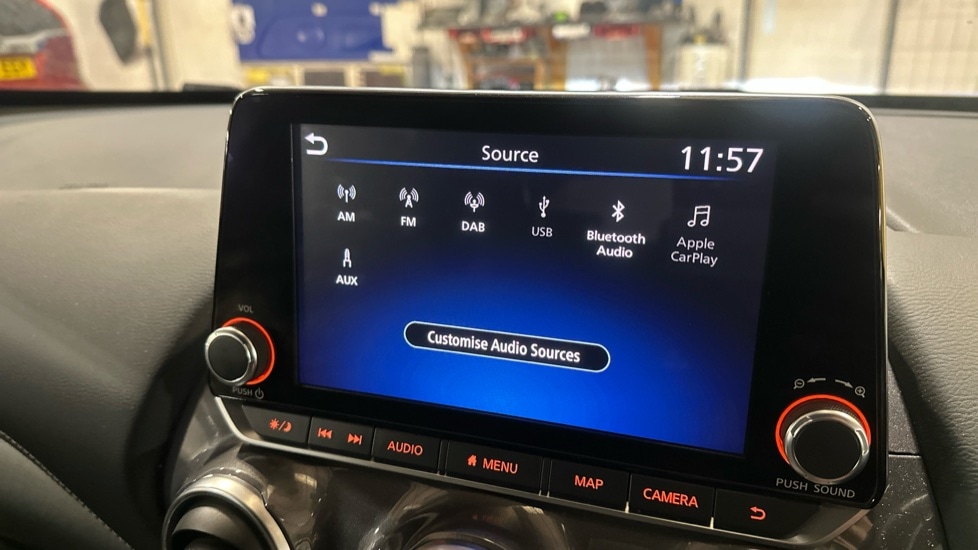 Source
11:57
AM
FM
DAB
USB
Bluetooth
Audio
Apple
CarPlay
AUX
Customise Audio Sources
VOL
PUSH
PUSH SOUND
AUDIO
MENU
MAP
CAMERA